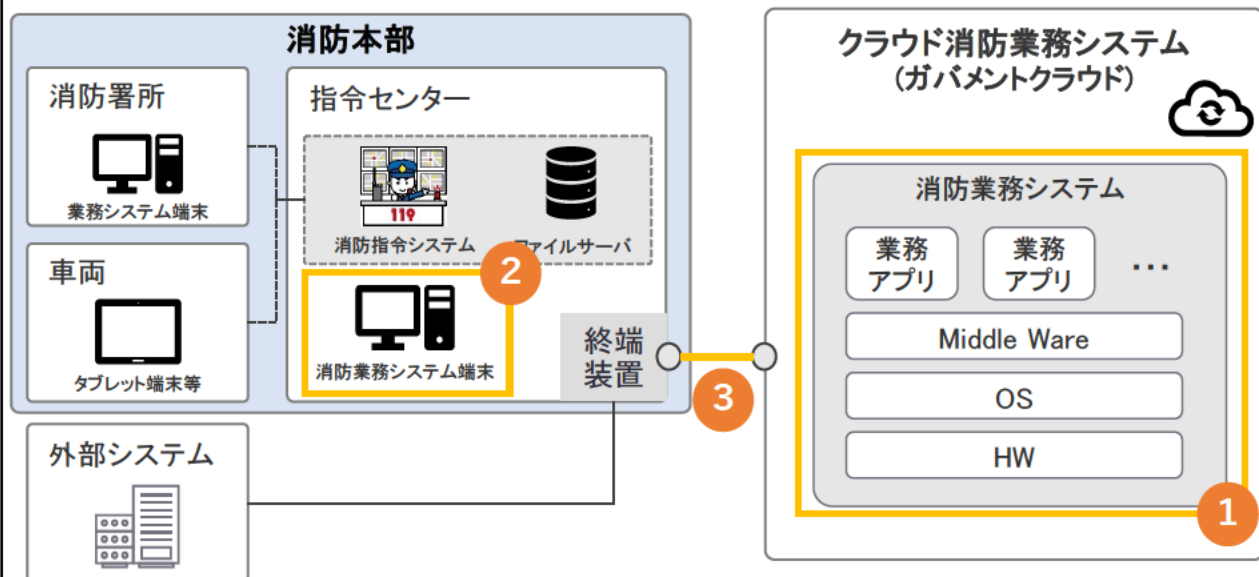 消防本部
消防署所
業務システム端末
車両
タブレット端末等
指令センター
119
消防指令システム
ファイルサーバ
2
消防業務システム端末
終端
装置
3
外部システム
クラウド消防業務システム
(ガバメントクラウド)
消防業務システム
業務
アプリ
業務
アプリ
...
Middle Ware
OS
HW
1